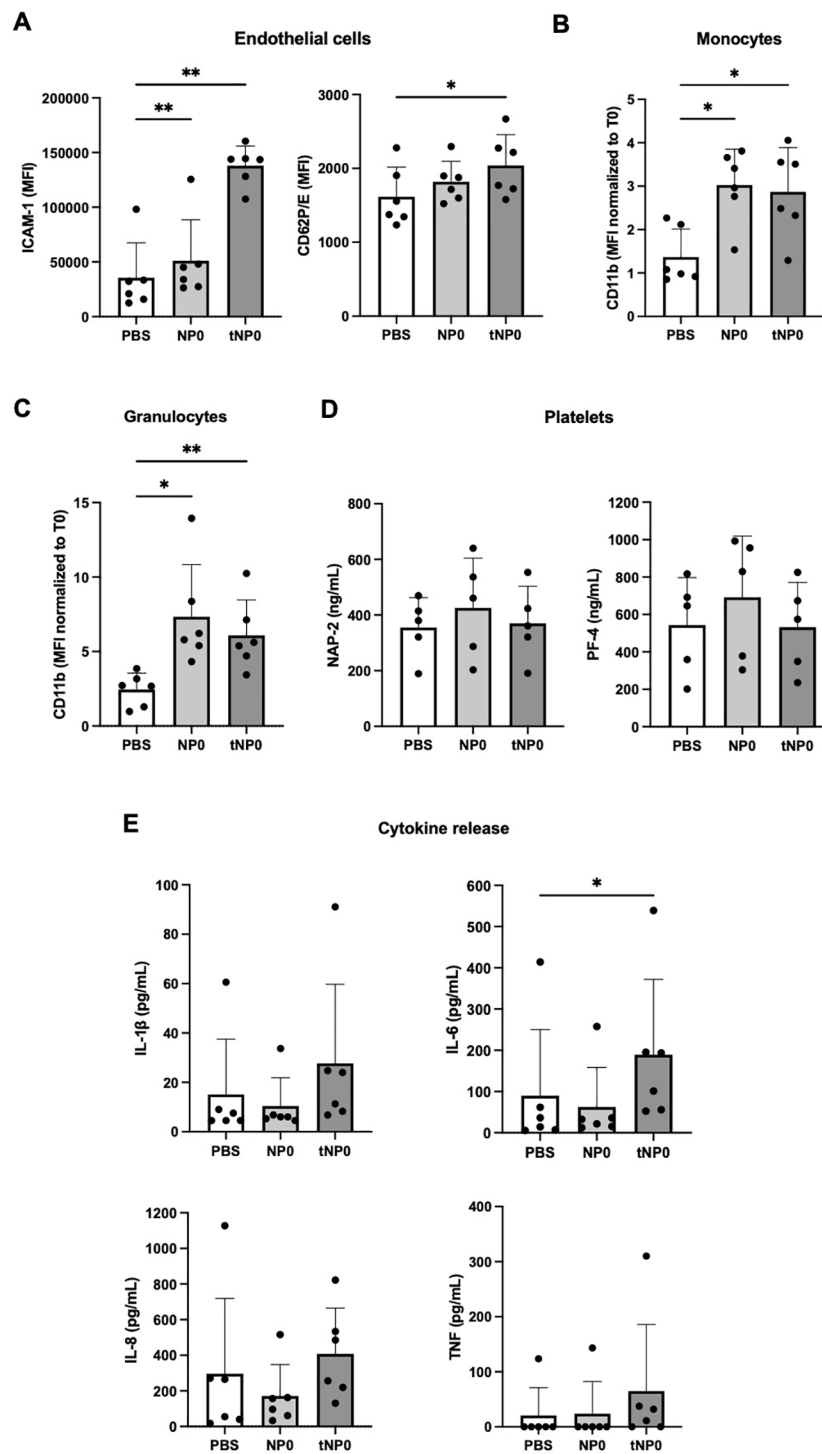 A
Endothelial cells
B
Monocytes
**
**
ICAM-1 (MFI)
200000
150000
100000
50000
0
PBS NP0 tNP0
*
CD62P/E (MFI)
3000
2000
1000
0
PBS NP0 tNP0
*
*
CD11b (MFI normalized to T0)
5
4
3
2
1
0
PBS NP0 tNP0
C
Granulocytes
D
Platelets
**
*
CD11b (MFI normalized to T0)
15
10
5
0
PBS NP0 tNP0
NAP-2 (ng/mL)
800
600
400
200
0
PBS NP0 tNP0
PF-4 (ng/mL)
1200
1000
800
600
400
200
0
PBS NP0 tNP0
E
Cytokine release
IL-1β (pg/mL)
100
80
60
40
20
0
PBS NP0 tNP0
*
IL-6 (pg/mL)
600
500
400
300
200
100
0
PBS NP0 tNP0
IL-8 (pg/mL)
1200
1000
800
600
400
200
0
PBS NP0 tNP0
TNF (pg/mL)
400
300
200
100
0
PBS NP0 tNP0